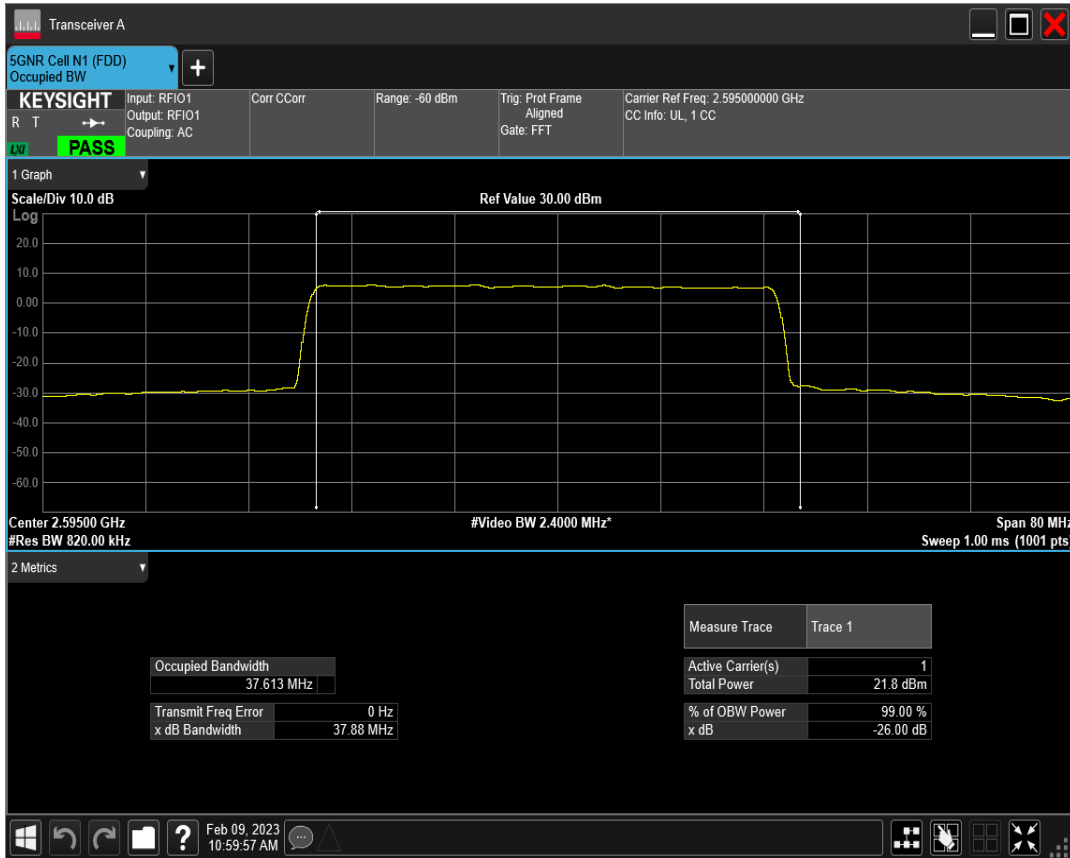 Transceiver A
5GNR Cell N1 (FDD)
Occupied BW
+
KEYSIGHT
R T
LXI
PASS
Input: RFIO1
Output: RFIO1
Coupling: AC
Corr CCorr
Range: -60 dBm
Trig: Prot Frame
Aligned
Gate: FFT
Carrier Ref Freq: 2.595000000 GHz
CC Info: UL, 1 CC
1 Graph
Scale/Div 10.0 dB
Ref Value 30.00 dBm
Log
20.0
10.0
0.00
-10.0
-20.0
-30.0
-40.0
-50.0
-60.0
Center 2.59500 GHz
#Video BW 2.4000 MHz*
Span 80 MHz
#Res BW 820.00 kHz
Sweep 1.00 ms (1001 pts)
2 Metrics
Measure Trace Trace 1
Occupied Bandwidth
37.613 MHz
Transmit Freq Error 0 Hz
x dB Bandwidth 37.88 MHz
Active Carrier(s) 1
Total Power 21.8 dBm
% of OBW Power 99.00 %
x dB -26.00 dB
?
Feb 09, 2023
10:59:57 AM